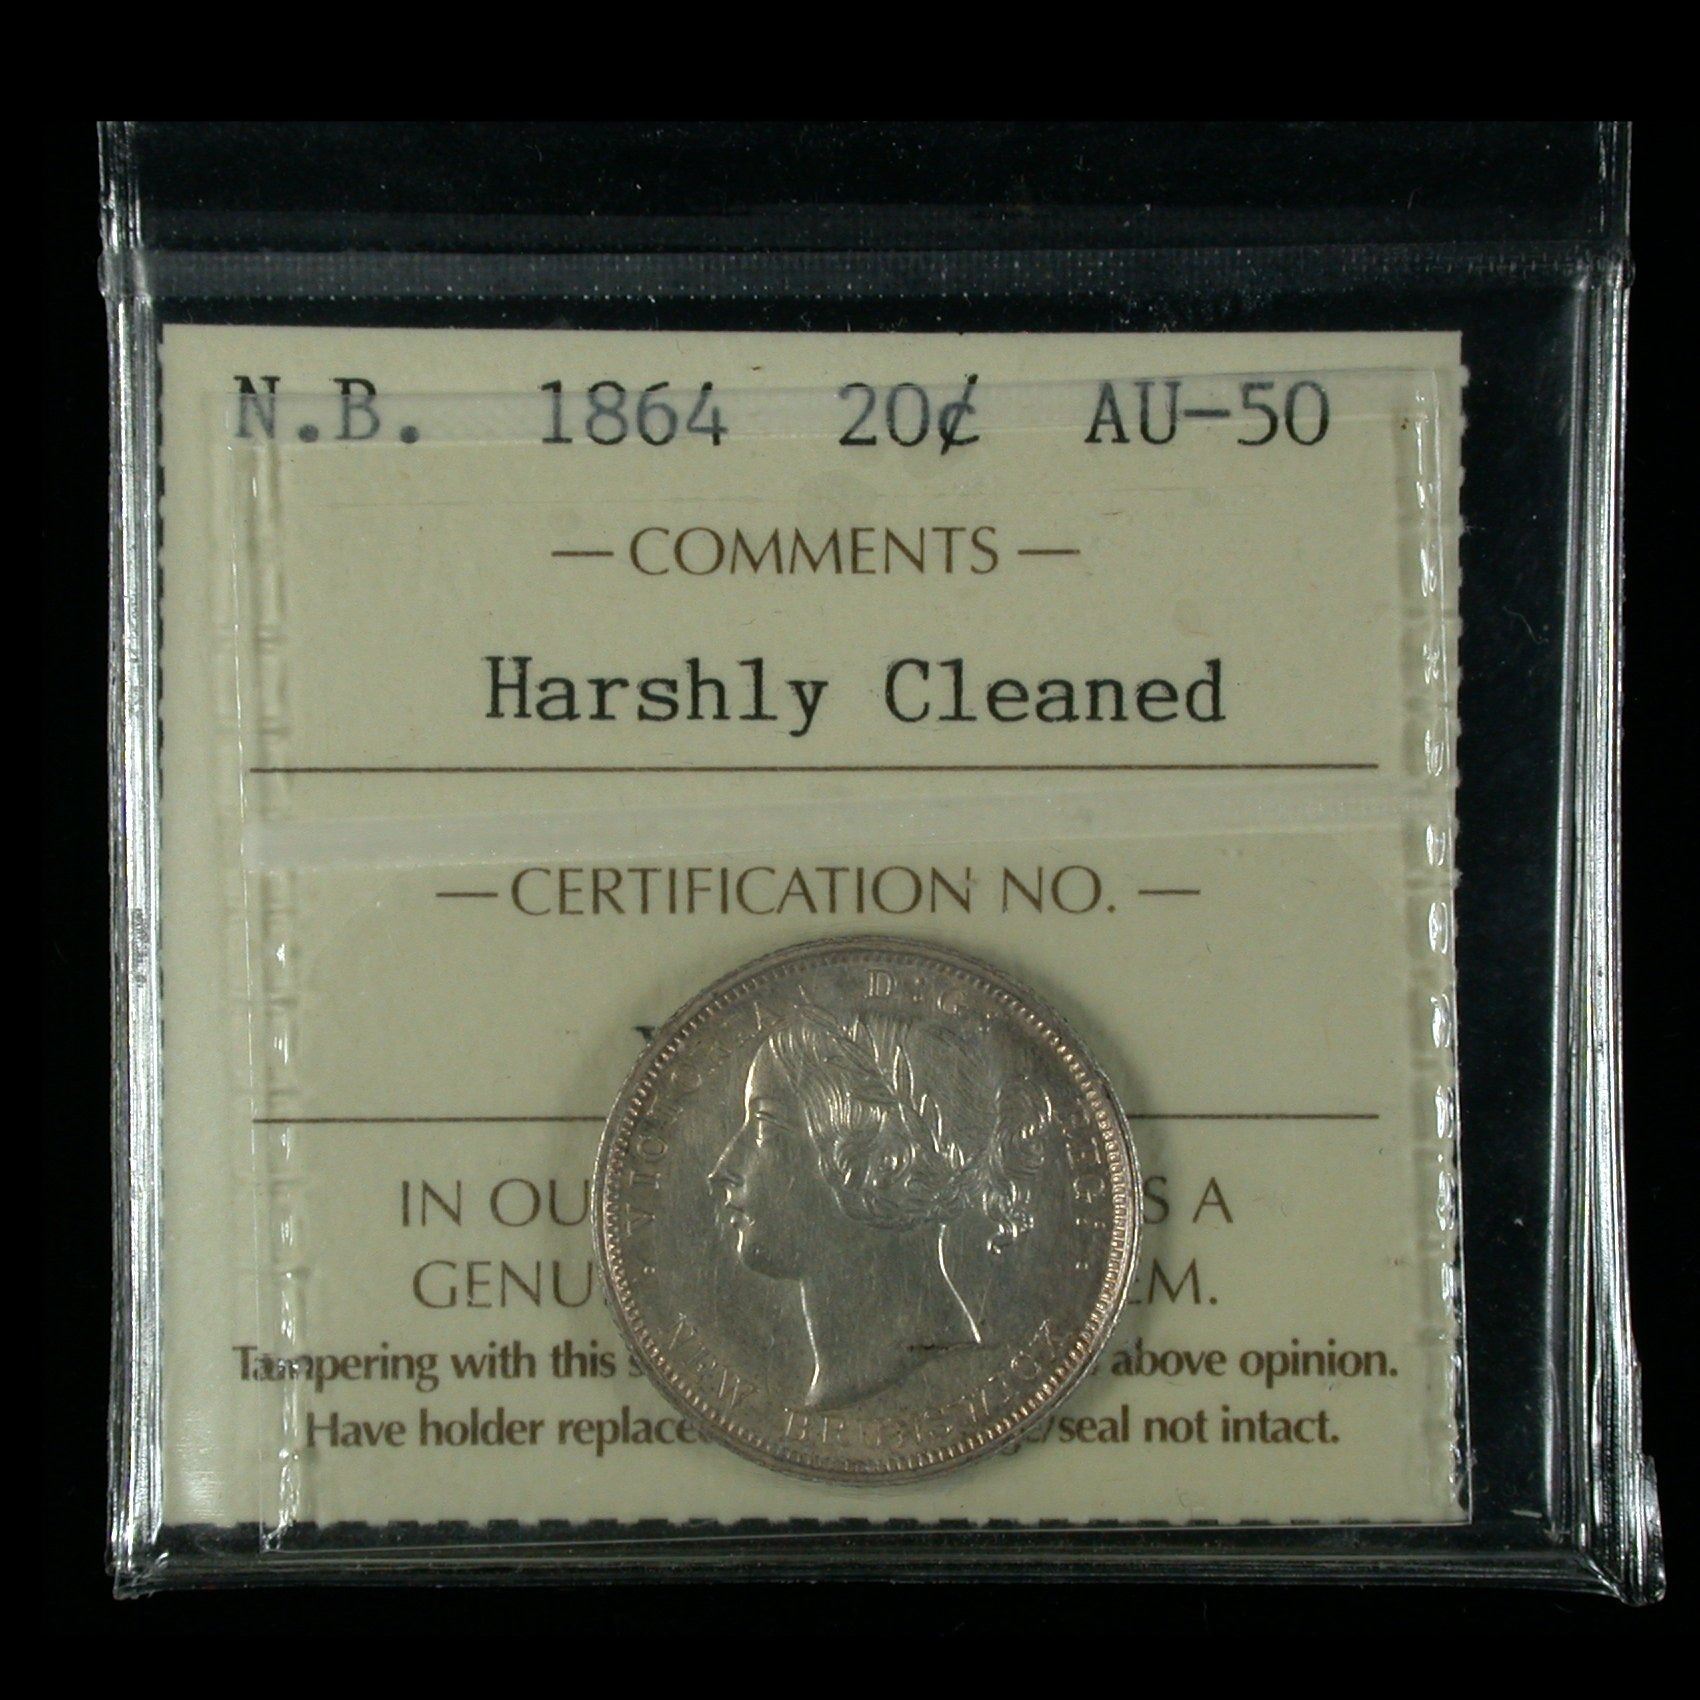 N.B. 1864 20¢ AU-50
— COMMENTS —
Harshly Cleaned
— CERTIFICATION NO. —
VICTORIA D:G: REG:
NEW BRUNSWICK
IN OU S A
GENU EM.
Tampering with this s above opinion.
Have holder replace ge/seal not intact.